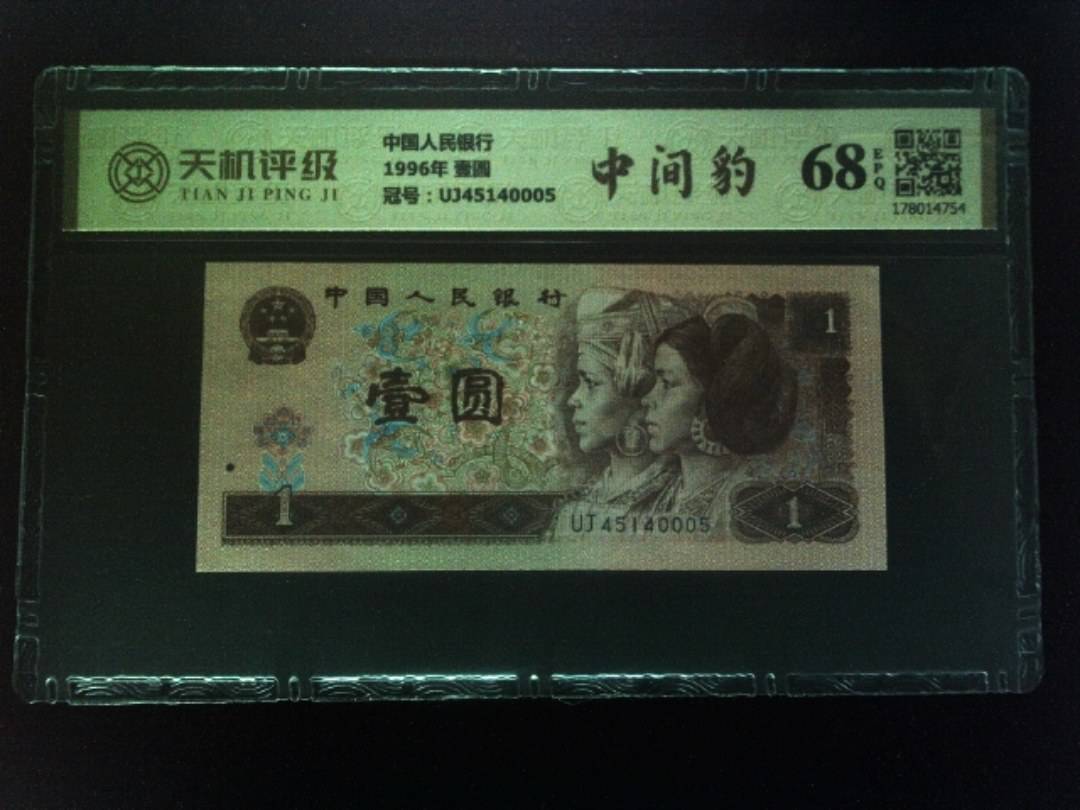 天机评级
TIAN JI PING JI
中国人民银行
1996年 壹圆
冠号：UJ45140005
中间豹
68
EPQ
178014754
中国人民银行
1
壹圆
1
UJ45140005
1